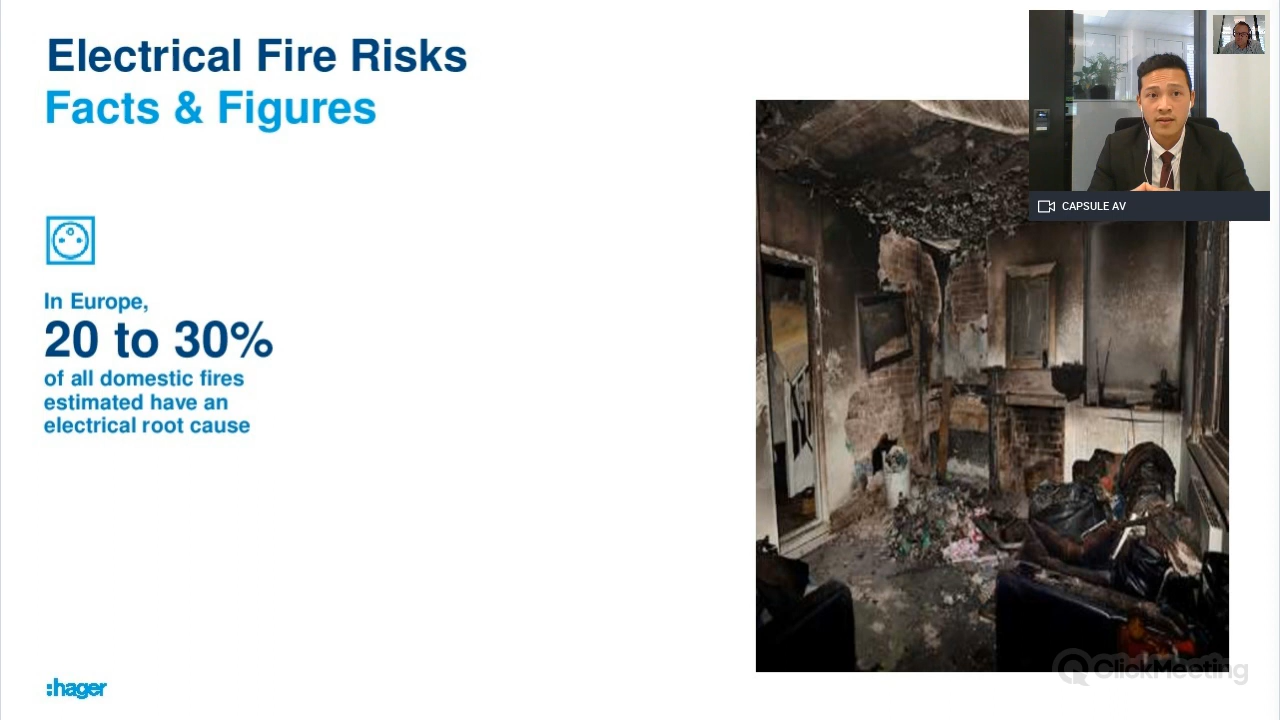 Electrical Fire Risks
Facts & Figures
In Europe,
20 to 30%
of all domestic fires
estimated have an
electrical root cause
CAPSULE AV
:hager
ClickMeeting